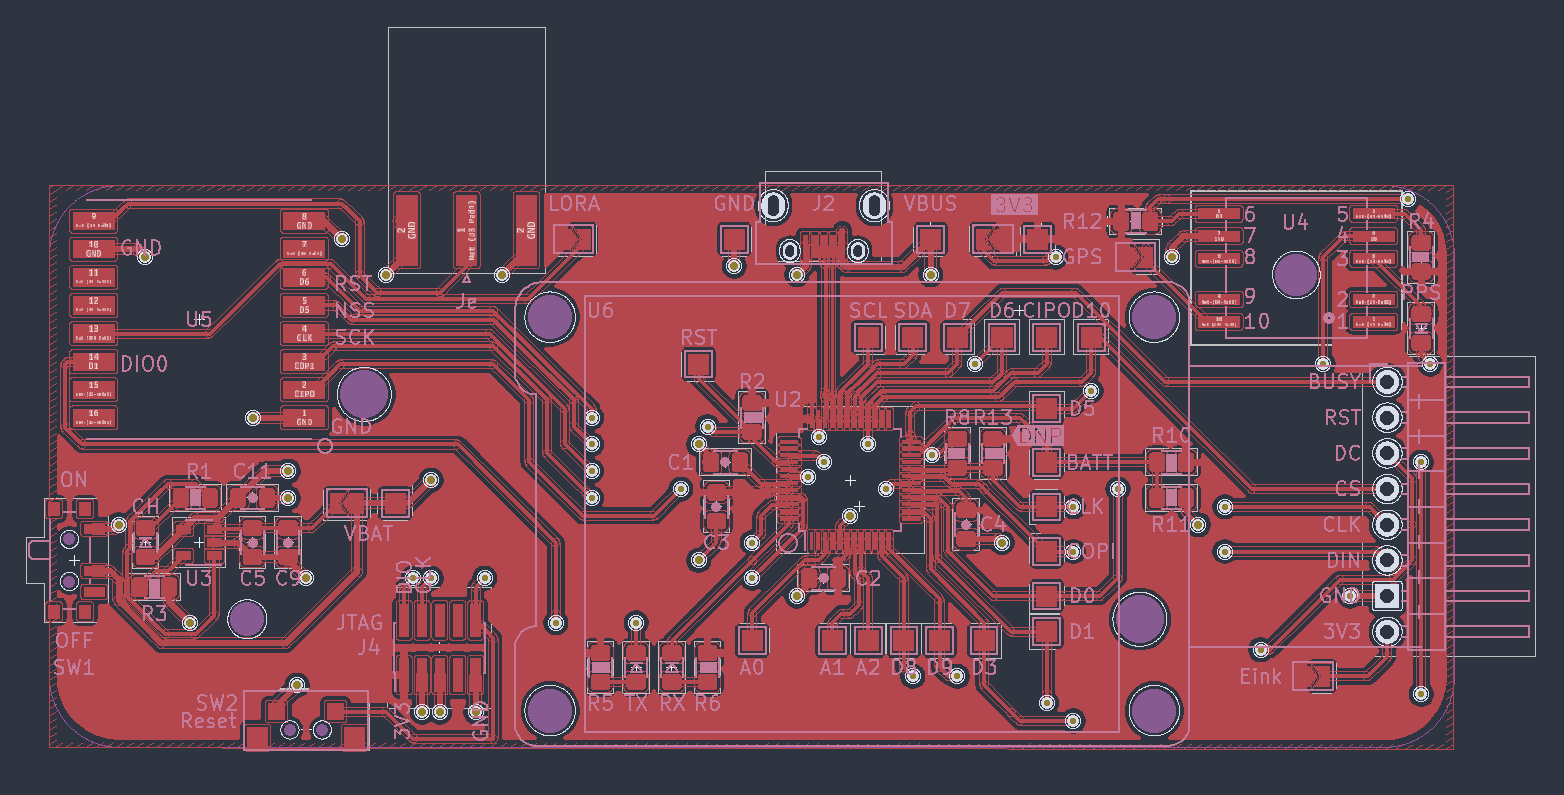 LORA
GND
J2
VBUS
3V3
R12
GPS
6
7
8
9
10
U4
5
4
3
2
1
R4
PPS
9
10
GND
11
12
13
14
D1
15
16
GND
DIO0
U5
8
GND
7
6
D6
5
D5
4
CLK
3
COPI
2
CIPO
1
GND
RST
NSS
SCK
GND
2
GND
1
2
GND
U6
SCL
SDA
D7
D6
CIPO
D10
RST
R2
U2
D5
R8
R13
DNP
BATT
R10
R11
C1
C3
C4
C2
D0
D1
A0
A1
A2
D8
D9
D3
R5
TX
RX
R6
BUSY
RST
DC
CS
CLK
DIN
GND
3V3
Eink
ON
R1
C11
CH
VBAT
U3
C5
C9
R3
OFF
SW1
JTAG
J4
SW2
Reset
3V3
GND